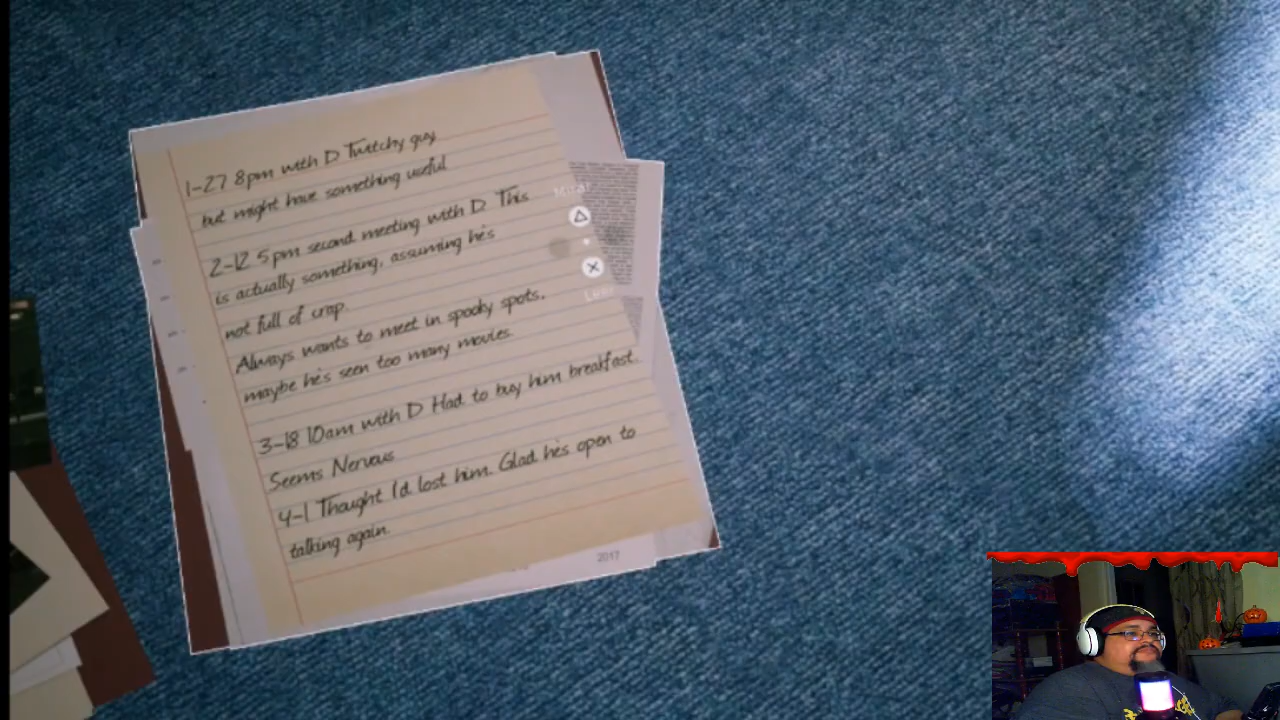 1-27 8pm with D Twitchy guy
but might have something useful
2-12 5pm second meeting with D This
is actually something, assuming he's
not full of crap.
Always wants to meet in spooky spots,
maybe he's seen too many movies.
3-18 10am with D Had to buy him breakfast.
Seems Nervous
4-1 Thought I'd lost him. Glad he's open to
talking again.
Mirar
Leer
2017